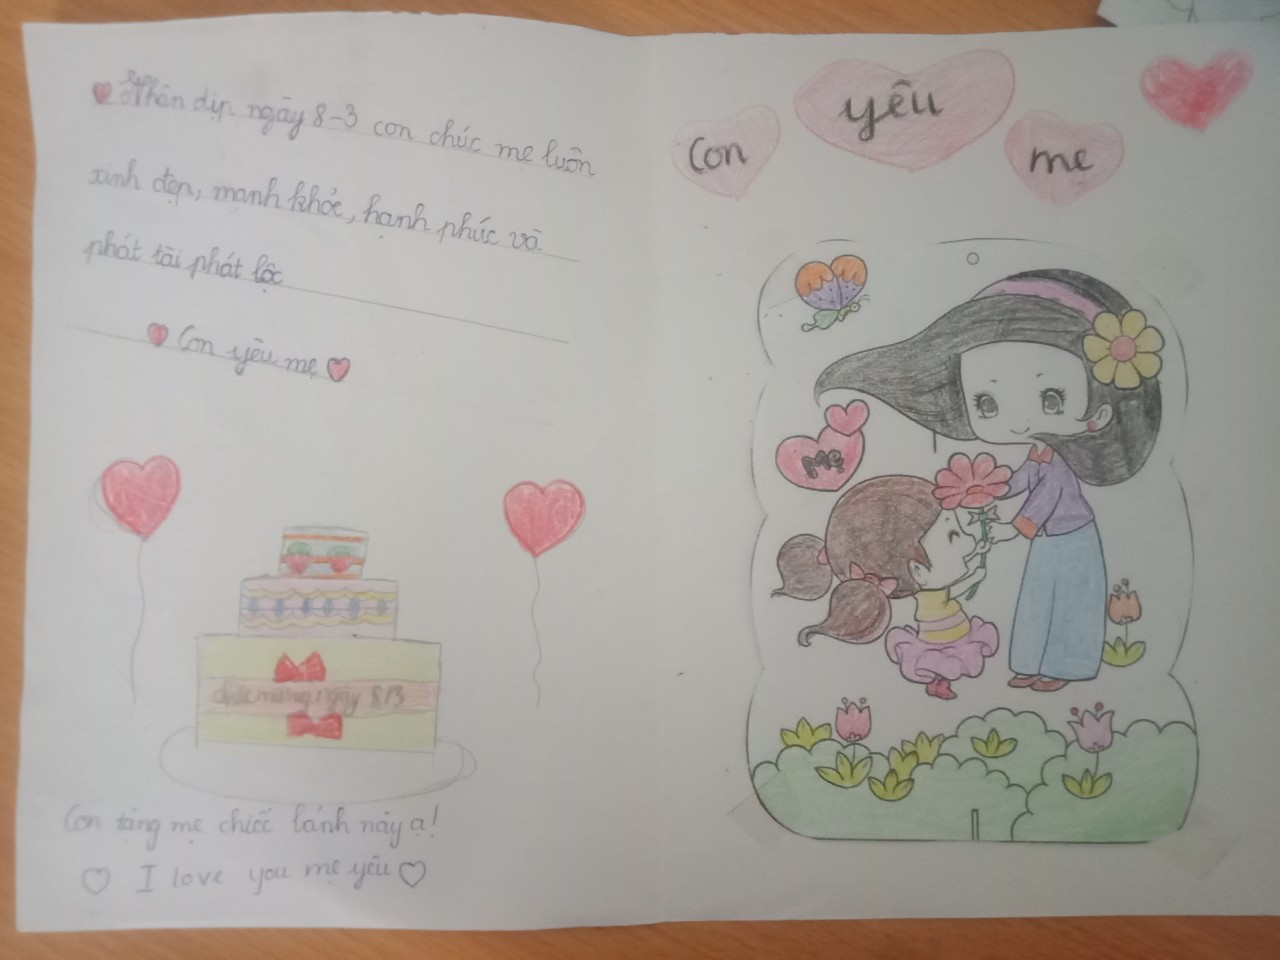 Nhân dịp ngày 8-3 con chúc mẹ luôn
xinh đẹp, mạnh khỏe, hạnh phúc và
phát tài phát lộc
Con yêu mẹ
chúc mừng ngày 8/3
Con tặng mẹ chiếc bánh này ạ!
I love you mẹ yêu
Con yêu mẹ
Mẹ